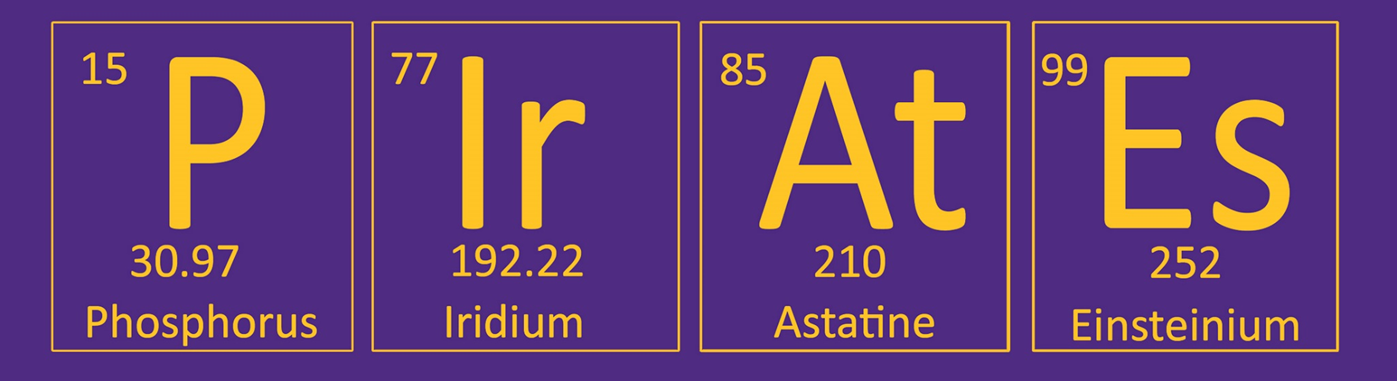 15
P
30.97
Phosphorus
77
Ir
192.22
Iridium
85
At
210
Astatine
99
Es
252
Einsteinium